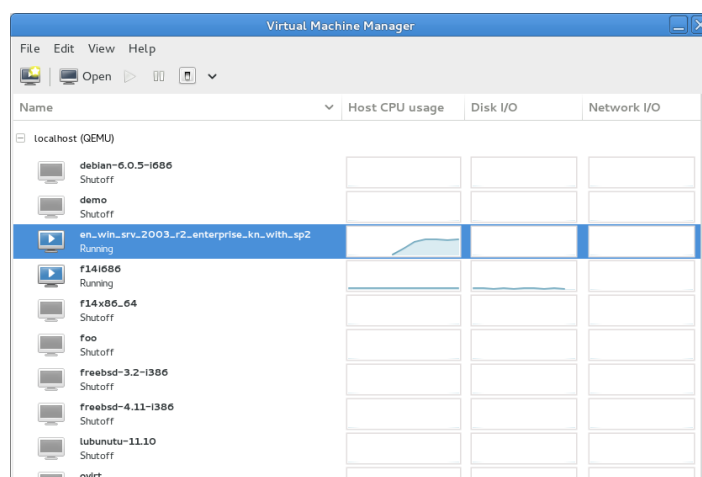 Virtual Machine Manager
File Edit View Help
Open
Name Host CPU usage Disk I/O Network I/O
localhost (QEMU)
debian-6.0.5-i686
Shutoff
demo
Shutoff
en_win_srv_2003_r2_enterprise_kn_with_sp2
Running
f14i686
Running
f14x86_64
Shutoff
foo
Shutoff
freebsd-3.2-i386
Shutoff
freebsd-4.11-i386
Shutoff
lubunutu-11.10
Shutoff
ovirt